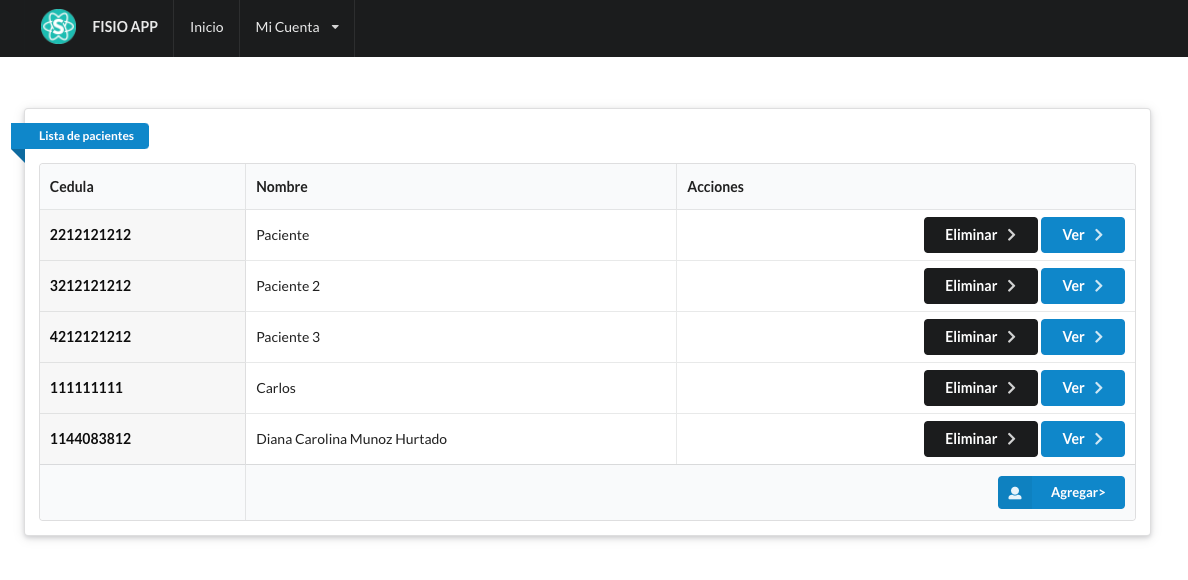 S FISIO APP Inicio Mi Cuenta
Lista de pacientes
Cedula Nombre Acciones
2212121212 Paciente Eliminar Ver
3212121212 Paciente 2 Eliminar Ver
4212121212 Paciente 3 Eliminar Ver
111111111 Carlos Eliminar Ver
1144083812 Diana Carolina Munoz Hurtado Eliminar Ver
Agregar>